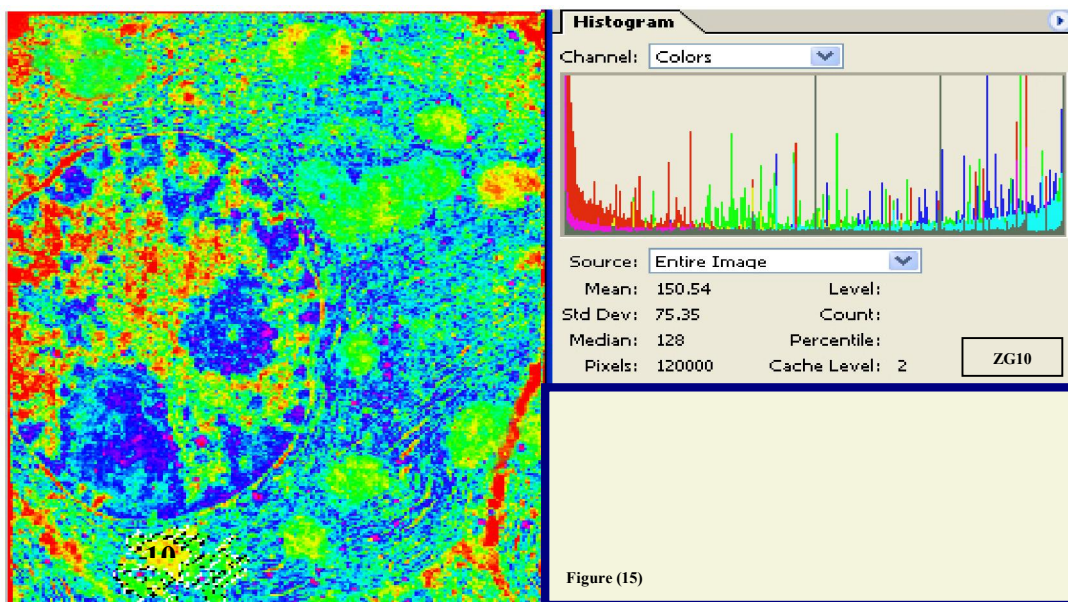 Histogram
Channel: Colors
Source: Entire Image
Mean: 150.54 Level:
Std Dev: 75.35 Count:
Median: 128 Percentile:
Pixels: 120000 Cache Level: 2
ZG10
10
Figure (15)